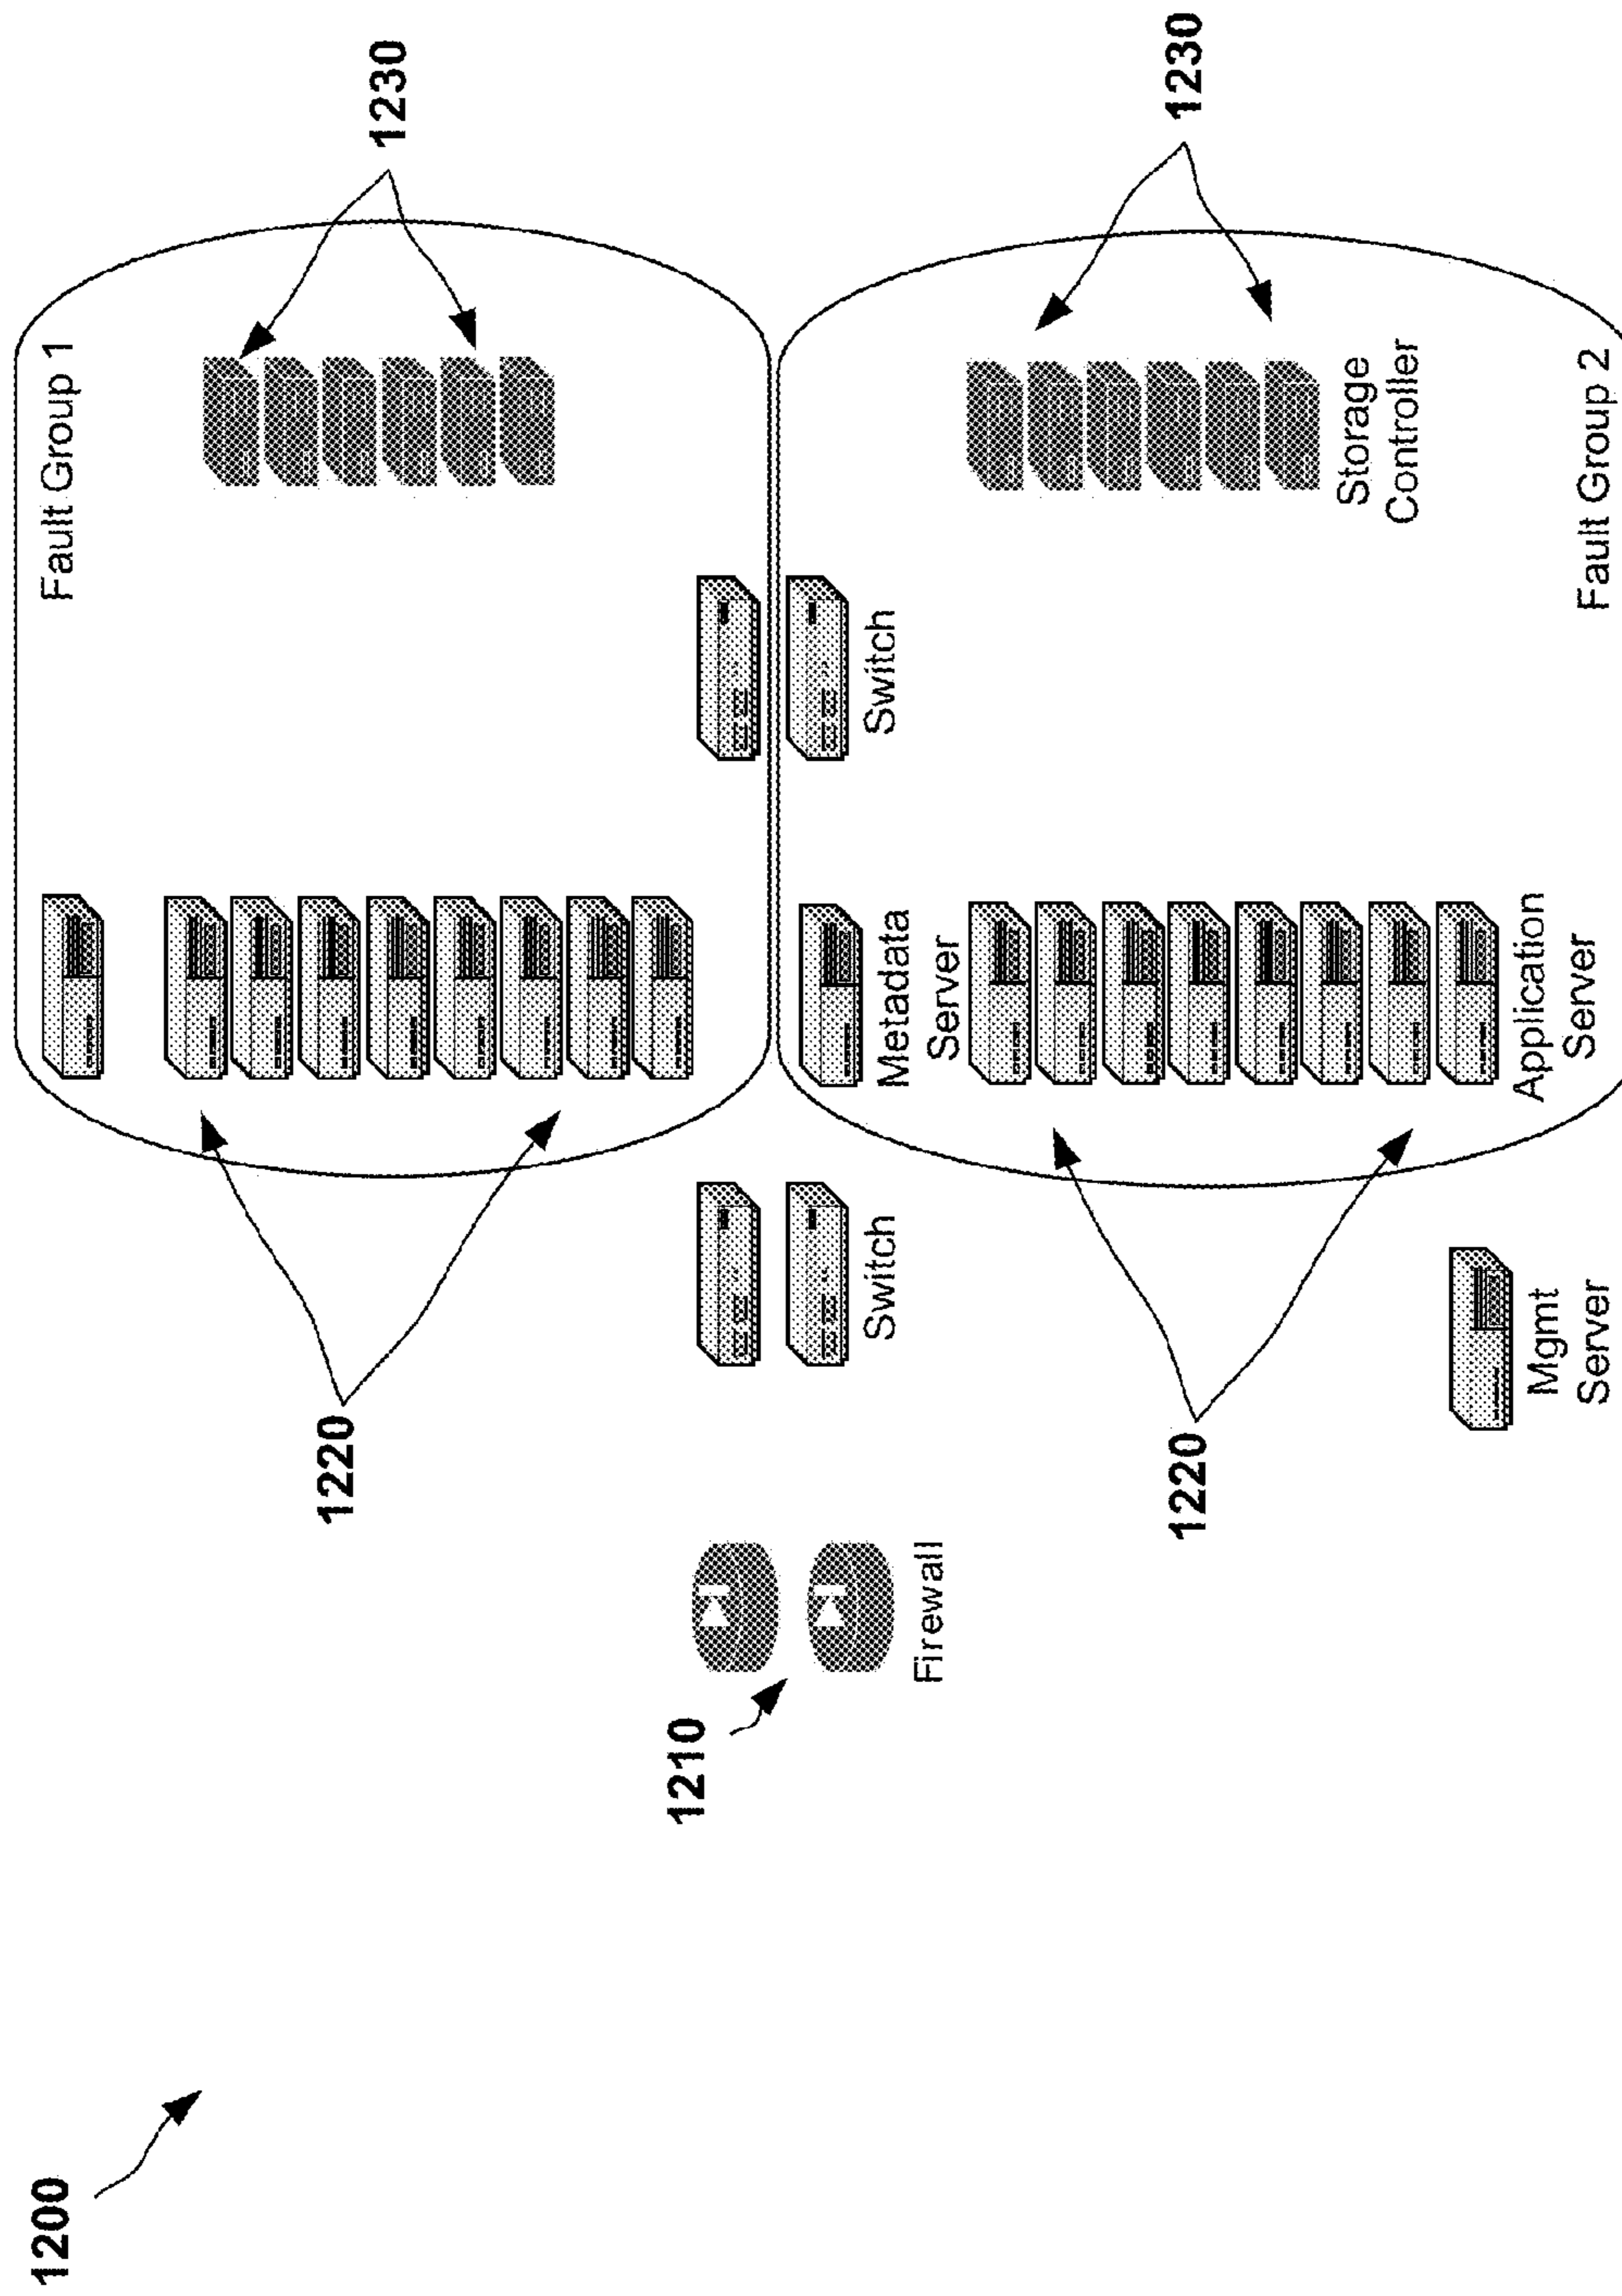 1200
1210
Firewall
1220
1220
Switch
Mgmt
Server
Fault Group 1
Metadata
Server
Application
Server
Switch
Storage
Controller
Fault Group 2
1230
1230